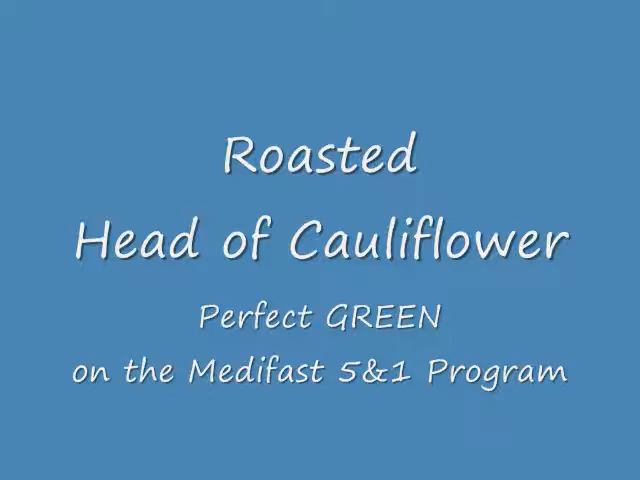 Roasted
Head of Cauliflower
Perfect GREEN
on the Medifast 5&1 Program